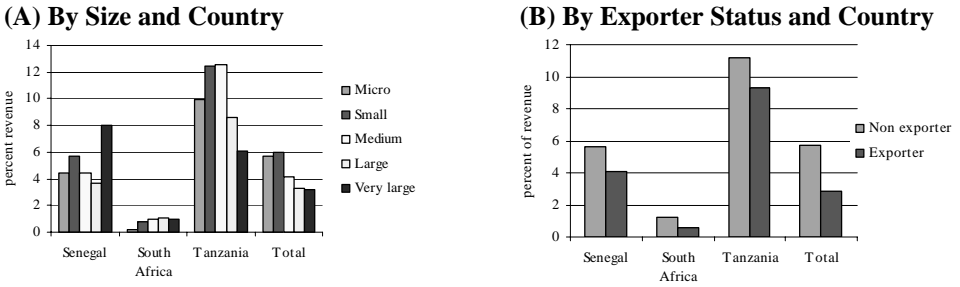 (A) By Size and Country
14
12
10
8
6
4
2
0
percent revenue
Senegal
South
Africa
Tanzania
Total
Micro
Small
Medium
Large
Very large
(B) By Exporter Status and Country
12
10
8
6
4
2
0
percent of revenue
Senegal
South
Africa
Tanzania
Total
Non exporter
Exporter